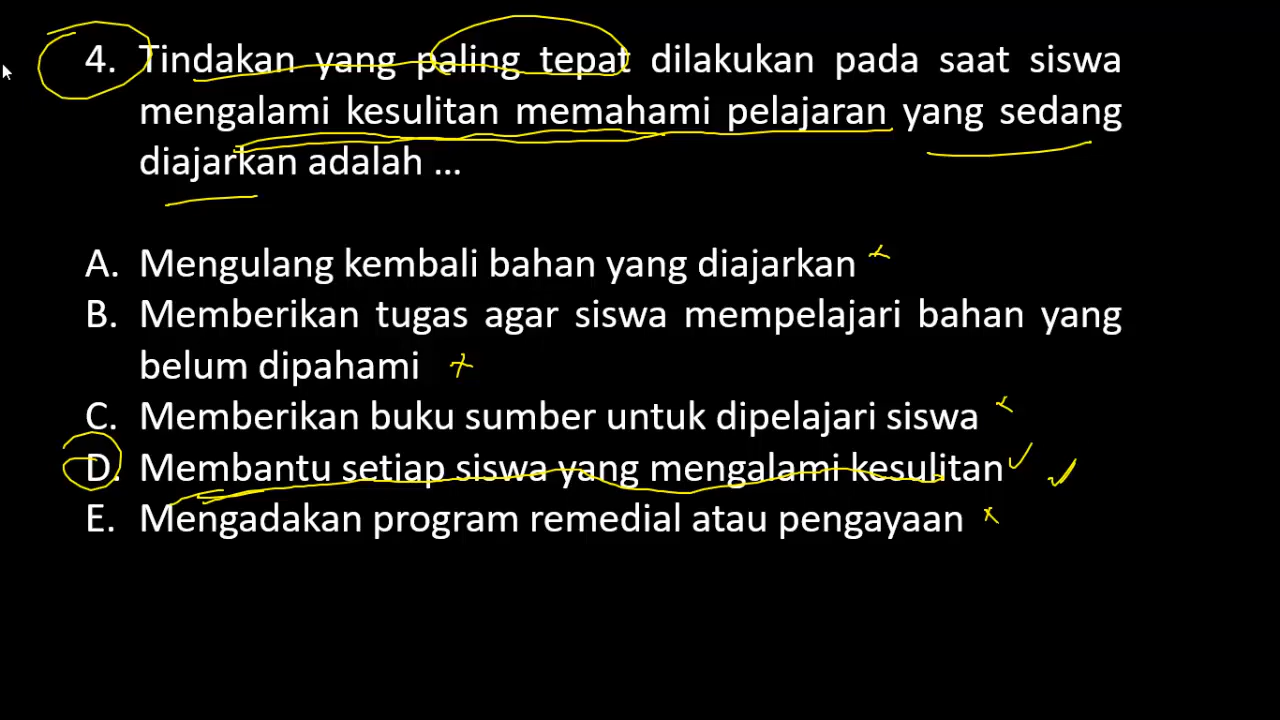 4. Tindakan yang paling tepat dilakukan pada saat siswa
mengalami kesulitan memahami pelajaran yang sedang
diajarkan adalah ...
A. Mengulang kembali bahan yang diajarkan
B. Memberikan tugas agar siswa mempelajari bahan yang
belum dipahami
C. Memberikan buku sumber untuk dipelajari siswa
D. Membantu setiap siswa yang mengalami kesulitan
E. Mengadakan program remedial atau pengayaan